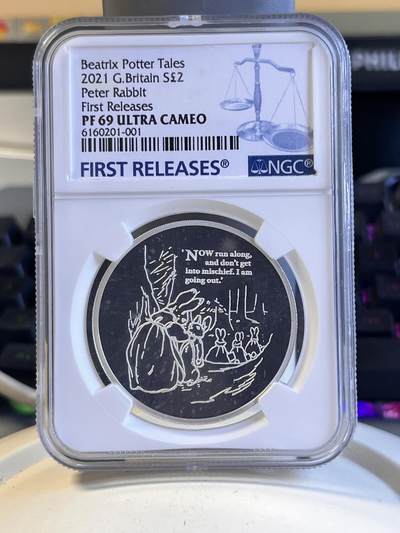 Beatrix Potter Tales
2021 G.Britain S£2
Peter Rabbit
First Releases
PF 69 ULTRA CAMEO
6160201-001
FIRST RELEASES®
NGC®
'NOW run along,
and don't get
into mischief. I am
going out.'
PHILI